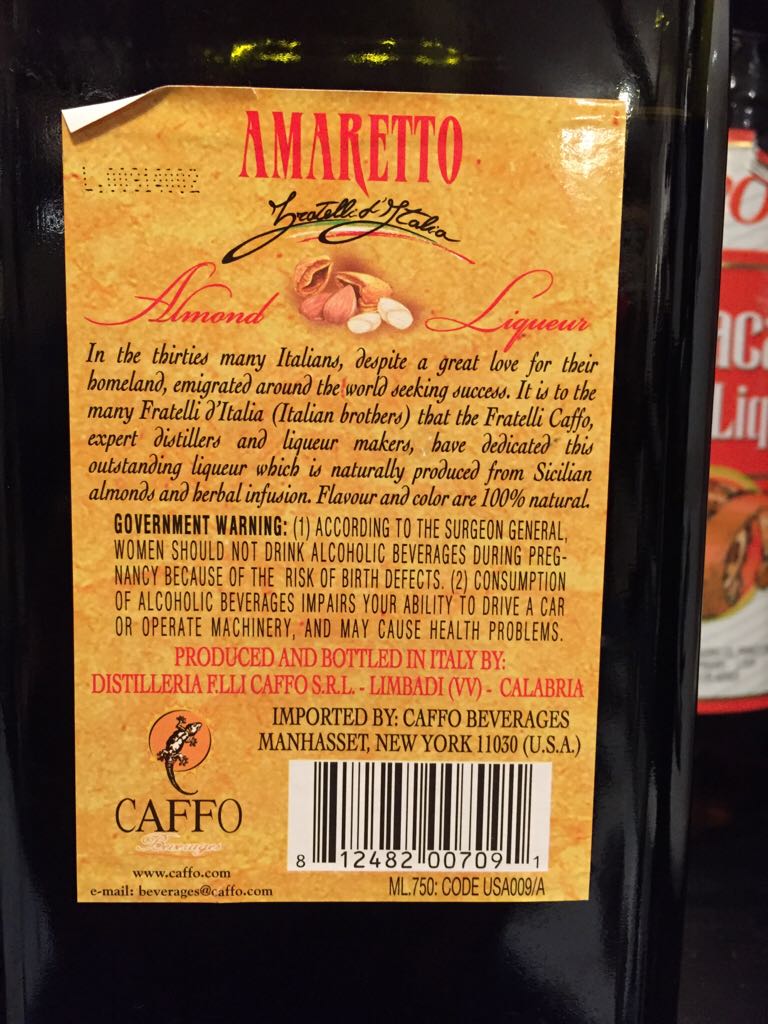 AMARETTO
Fratelli d'Italia
Almond Liqueur
In the thirties many Italians, despite a great love for their
homeland, emigrated around the world seeking success. It is to the
many Fratelli d'Italia (Italian brothers) that the Fratelli Caffo,
expert distillers and liqueur makers, have dedicated this
outstanding liqueur which is naturally produced from Sicilian
almonds and herbal infusion. Flavour and color are 100% natural.
GOVERNMENT WARNING: (1) ACCORDING TO THE SURGEON GENERAL,
WOMEN SHOULD NOT DRINK ALCOHOLIC BEVERAGES DURING PREG-
NANCY BECAUSE OF THE RISK OF BIRTH DEFECTS. (2) CONSUMPTION
OF ALCOHOLIC BEVERAGES IMPAIRS YOUR ABILITY TO DRIVE A CAR
OR OPERATE MACHINERY, AND MAY CAUSE HEALTH PROBLEMS.
PRODUCED AND BOTTLED IN ITALY BY:
DISTILLERIA F.LLI CAFFO S.R.L. - LIMBADI (VV) - CALABRIA
IMPORTED BY: CAFFO BEVERAGES
MANHASSET, NEW YORK 11030 (U.S.A.)
CAFFO
Beverages
www.caffo.com
e-mail: beverages@caffo.com
8 12482 00709 1
ML.750: CODE USA009/A